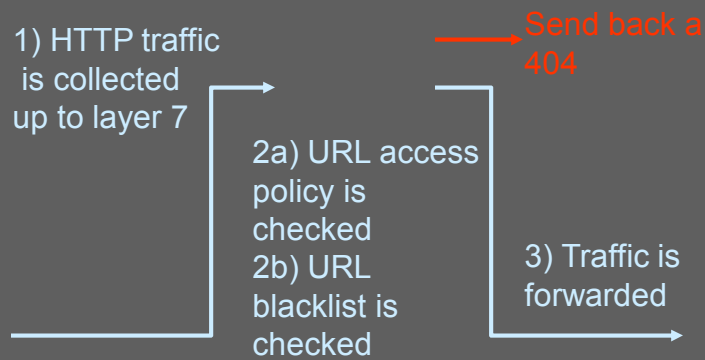 1) HTTP traffic
is collected
up to layer 7
Send back a
404
2a) URL access
policy is
checked
2b) URL
blacklist is
checked
3) Traffic is
forwarded